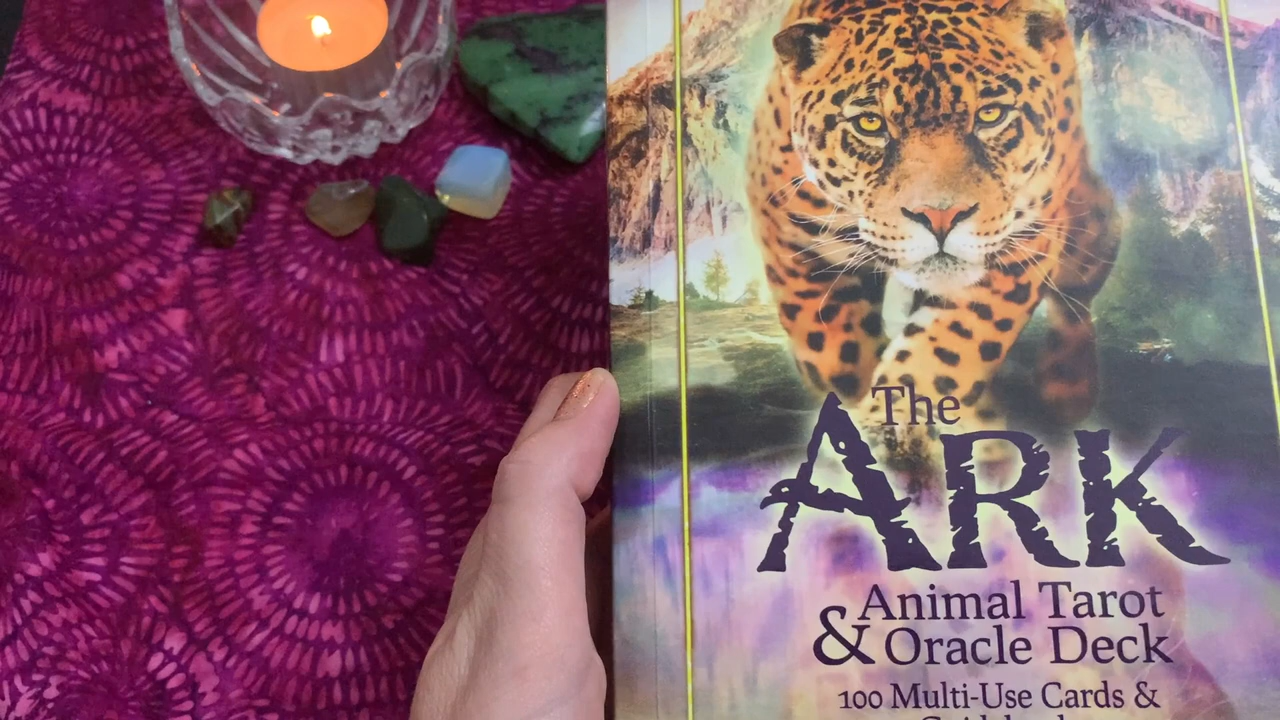 The
ARK
Animal Tarot
& Oracle Deck
100 Multi-Use Cards &